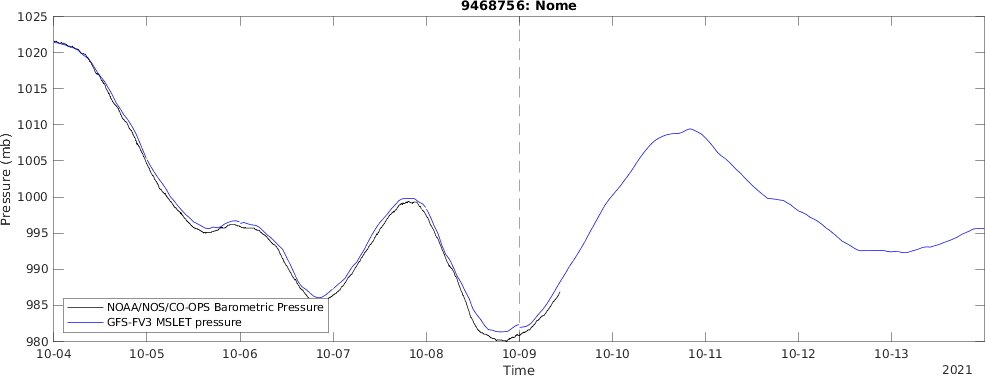 9468756: Nome
1025
1020
1015
1010
1005
1000
995
990
985
980
Pressure (mb)
NOAA/NOS/CO-OPS Barometric Pressure
GFS-FV3 MSLET pressure
10-04 10-05 10-06 10-07 10-08 10-09 10-10 10-11 10-12 10-13
Time
2021